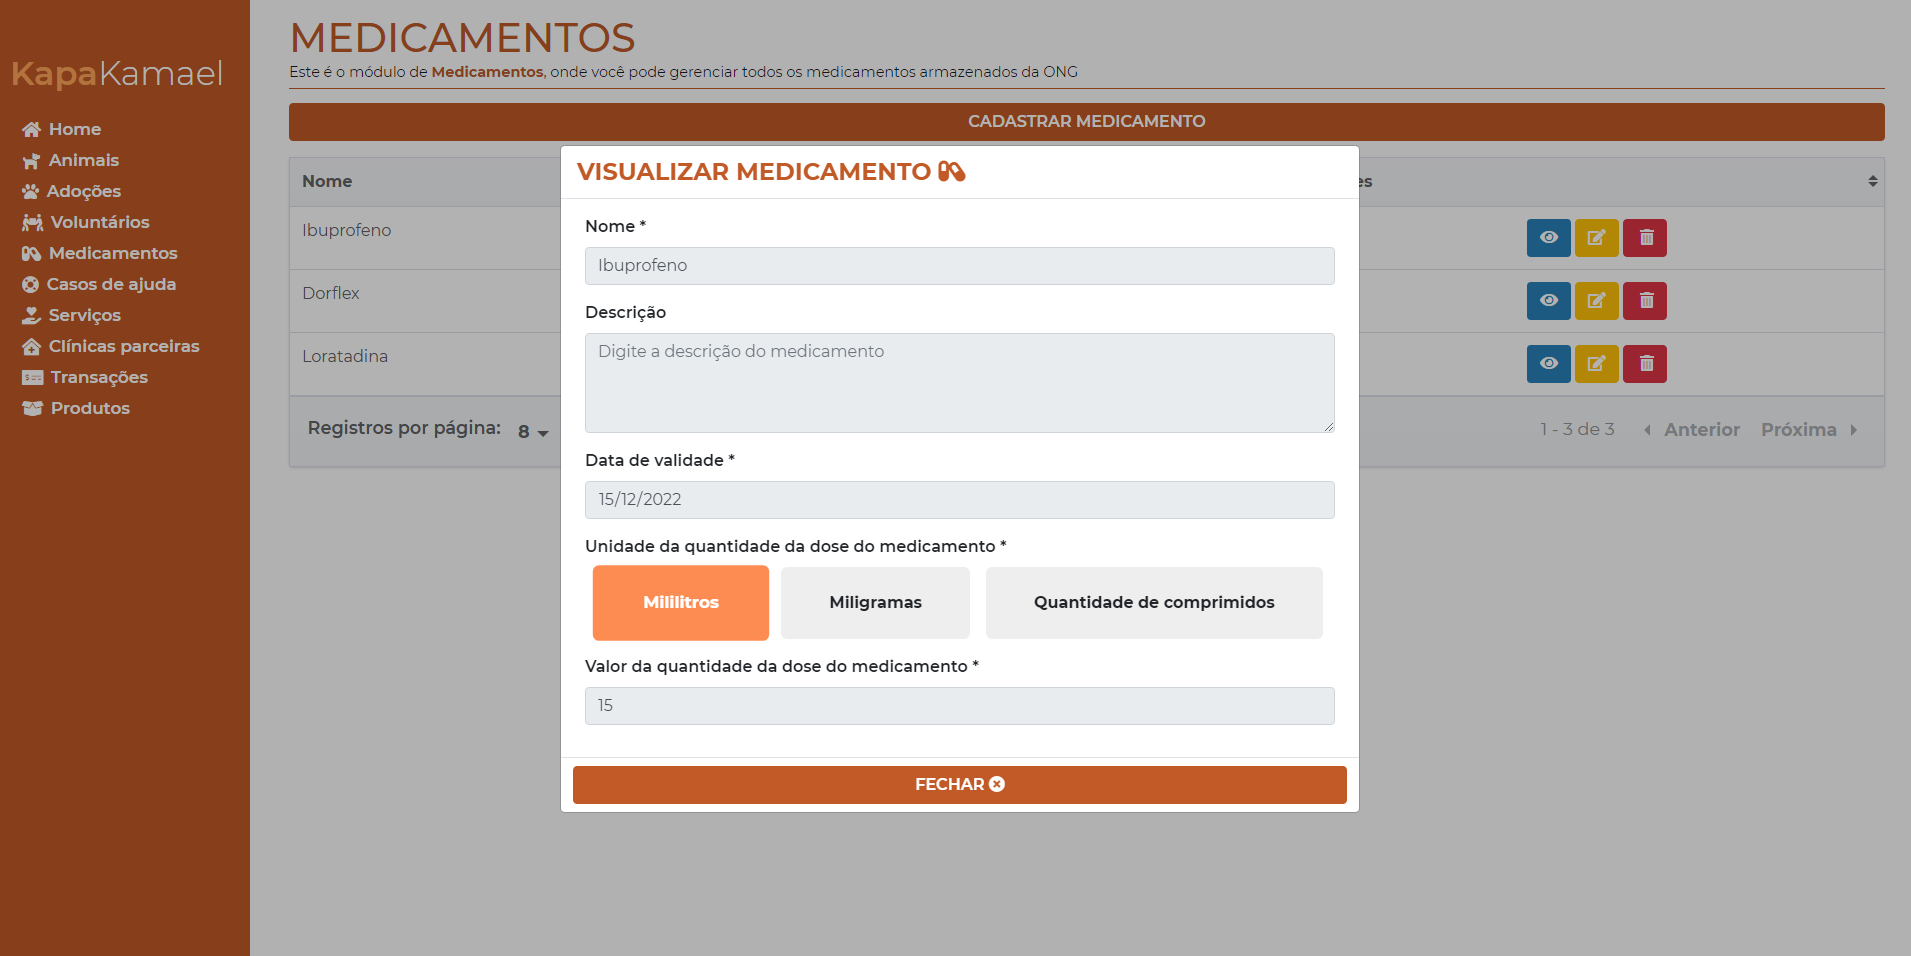 KapaKamael
Home
Animais
Adoções
Voluntários
Medicamentos
Casos de ajuda
Serviços
Clínicas parceiras
Transações
Produtos
MEDICAMENTOS
Este é o módulo de Medicamentos, onde você pode gerenciar todos os medicamentos armazenados da ONG
CADASTRAR MEDICAMENTO
Nome
Ibuprofeno
Dorflex
Loratadina
Registros por página: 8
1 - 3 de 3 Anterior Próxima
VISUALIZAR MEDICAMENTO
Nome *
Ibuprofeno
Descrição
Digite a descrição do medicamento
Data de validade *
15/12/2022
Unidade da quantidade da dose do medicamento *
Mililitros Miligramas Quantidade de comprimidos
Valor da quantidade da dose do medicamento *
15
FECHAR